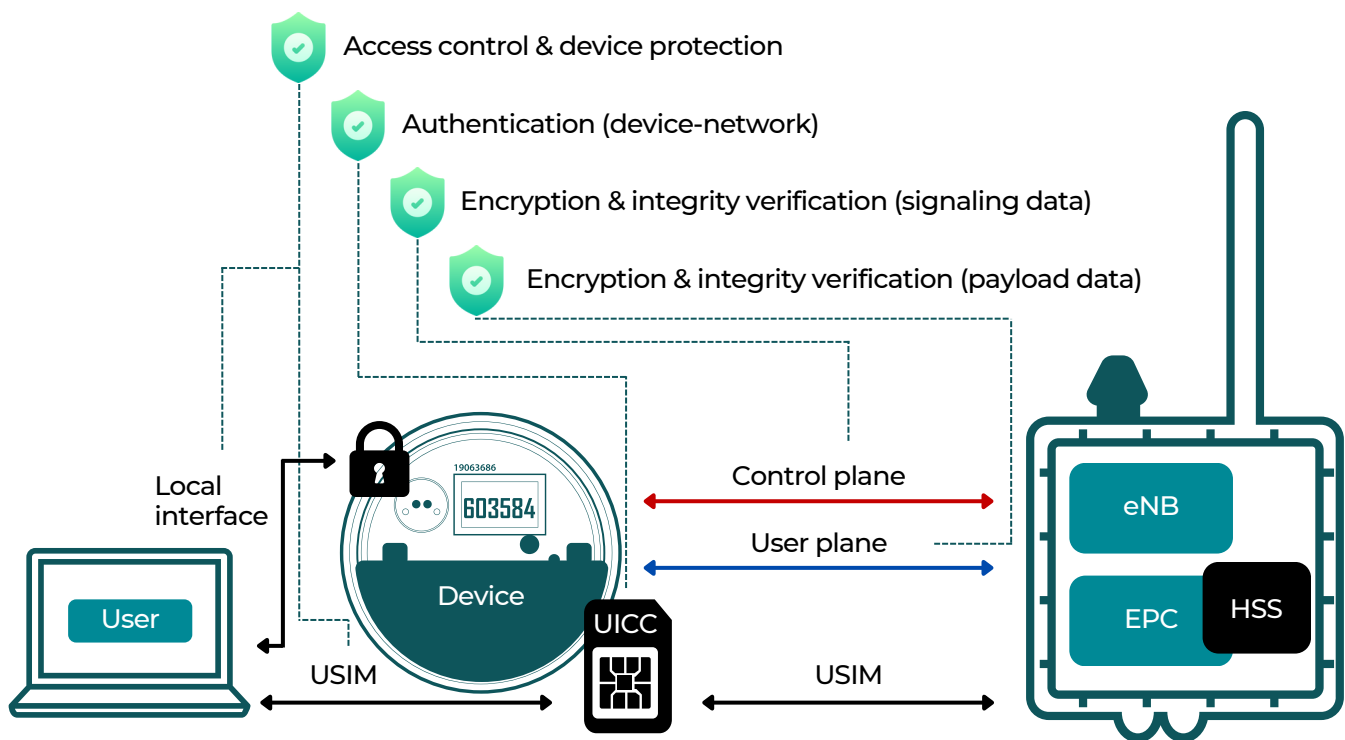 Access control & device protection
Authentication (device-network)
Encryption & integrity verification (signaling data)
Encryption & integrity verification (payload data)
Local
interface
19063686
603584
Control plane
User plane
Device
User
UICC
USIM
USIM
eNB
EPC
HSS